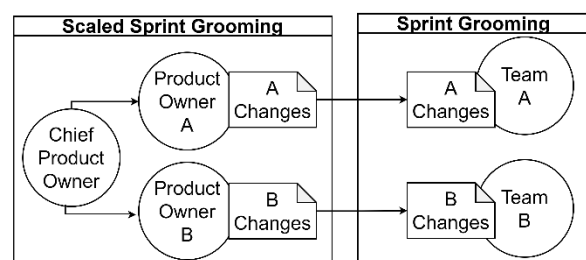 Scaled Sprint Grooming
Sprint Grooming
Chief
Product
Owner
Product
Owner
A
A
Changes
A
Changes
Team
A
Product
Owner
B
B
Changes
B
Changes
Team
B